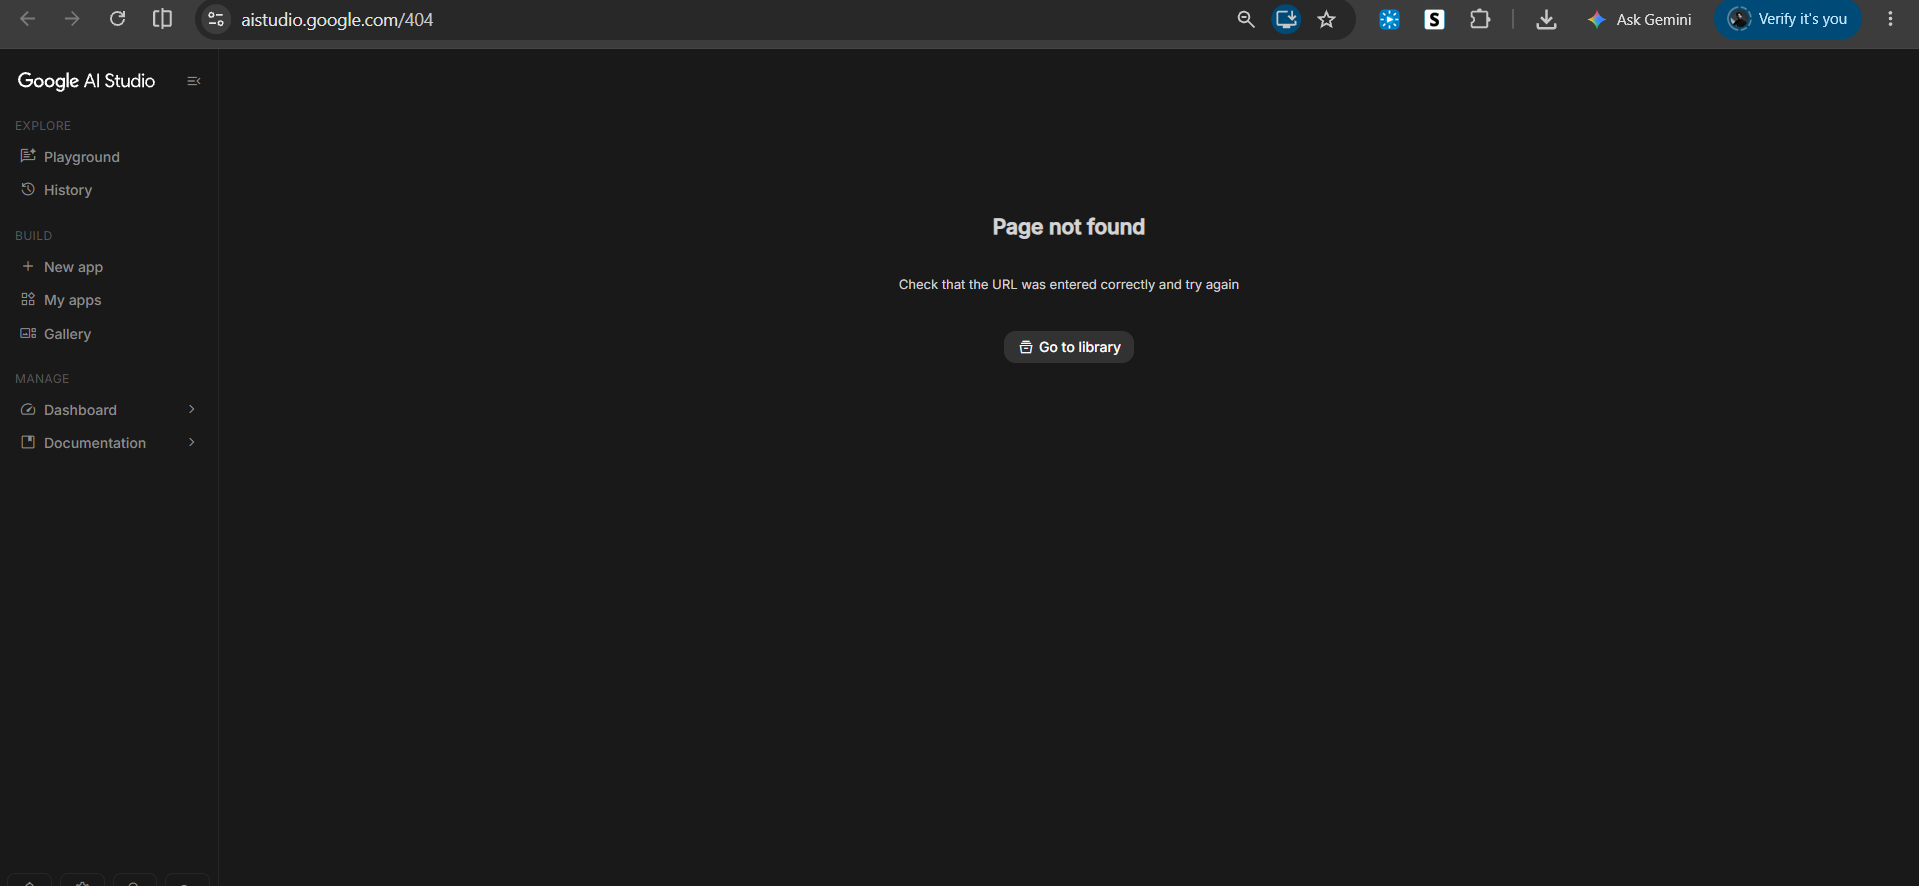 aistudio.google.com/404
S
Ask Gemini
Verify it's you
Google AI Studio
EXPLORE
Playground
History
BUILD
New app
My apps
Gallery
MANAGE
Dashboard
Documentation
Page not found
Check that the URL was entered correctly and try again
Go to library